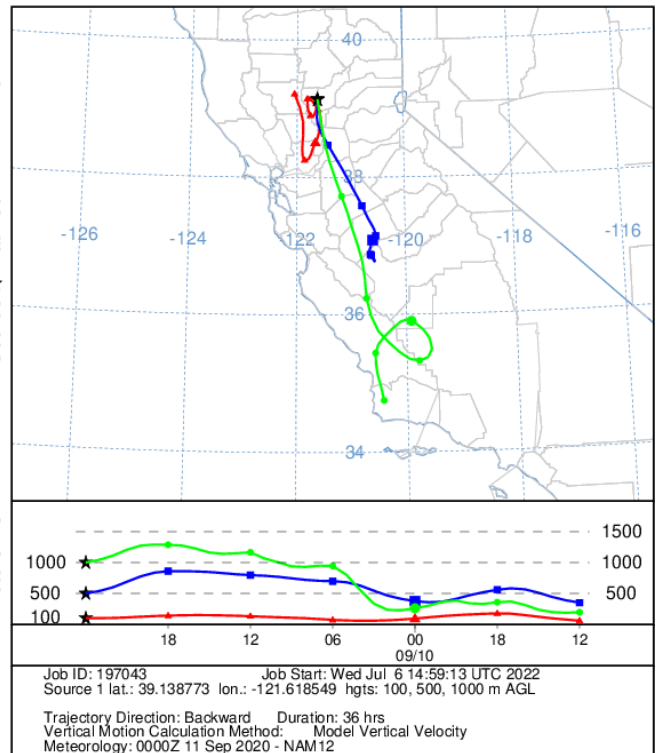 40
38
-126
-124
-122
-120
-118
-116
36
34
1500
1000 1000
500 500
100
18 12 06 00 18 12
09/10
Job ID: 197043 Job Start: Wed Jul 6 14:59:13 UTC 2022
Source 1 lat.: 39.138773 lon.: -121.618549 hgts: 100, 500, 1000 m AGL
Trajectory Direction: Backward Duration: 36 hrs
Vertical Motion Calculation Method: Model Vertical Velocity
Meteorology: 0000Z 11 Sep 2020 - NAM12